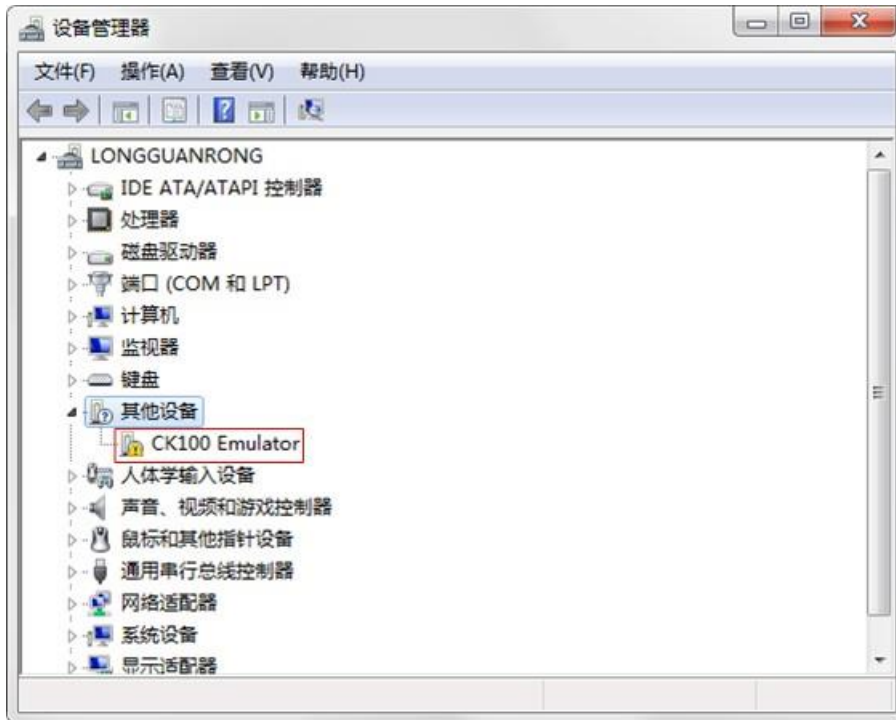 设备管理器
文件(F) 操作(A) 查看(V) 帮助(H)
LONGGUANRONG
IDE ATA/ATAPI 控制器
处理器
磁盘驱动器
端口 (COM 和 LPT)
计算机
监视器
键盘
其他设备
CK100 Emulator
人体学输入设备
声音、视频和游戏控制器
鼠标和其他指针设备
通用串行总线控制器
网络适配器
系统设备
显示适配器